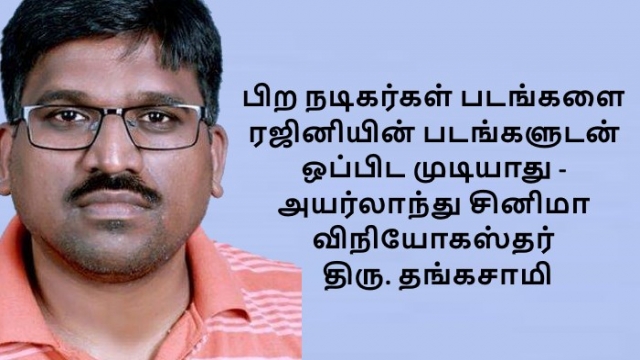 பிற நடிகர்கள் படங்களை
ரஜினியின் படங்களுடன்
ஒப்பிட முடியாது -
அயர்லாந்து சினிமா
விநியோகஸ்தர்
திரு. தங்கசாமி